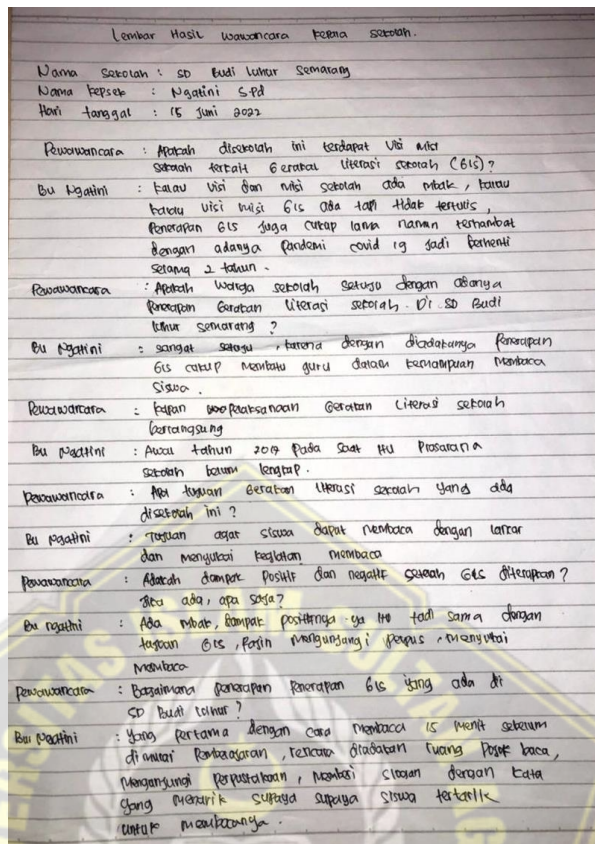 Lembar Hasil wawancara kepala sekolah.
Nama sekolah : SD Budi Luhur Semarang
Nama kepsek : Ngatini S.Pd
Hari tanggal : 15 Juni 2022
Pewawancara : Apakah disekolah ini terdapat Visi Misi
Sekolah terkait Gerakal literasi sekolah (GLS)?
Bu Ngatini : Kalau visi dan misi sekolah ada mbak, kalau
kalau visi misi GLS ada tapi tidak tertulis,
Penerapan GLS juga cukup lama namun terhambat
dengan adanya pandemi covid 19 jadi berhenti
selama 2 tahun.
Pewawancara : Apakah warga sekolah setuju dengan adanya
Penerapan Gerakan literasi sekolah. Di SD Budi
luhur semarang ?
Bu Ngatini : Sangat setuju, karena dengan diadakanya Penerapan
GLS cukup membatu guru dalam kemampuan Membaca
Siswa.
Pewawancara : Kapan pelaksanaan Gerakan Literasi sekolah
berlangsung
Bu Ngatini : Awal tahun 2017 Pada saat itu Prasarana
sekolah belum lengkap.
Pewawancara : Apa tujuan Gerakan literasi sekolah yang ada
disekolah ini ?
Bu Ngatini : Tujuan agar siswa dapat Membaca dengan lancar
dan menyukai kegiatan membaca
Pewawancara : Adakah dampak Positif dan negatif setelah GLS diterapkan ?
Jika ada, apa saja?
Bu ngatini : Ada mbak, dampak positifnya ya itu tadi sama dengan
tujuan GLS, Rajin Mengunjungi perpus, menyukai
Membaca
Pewawancara : Bagaimana penerapan Penerapan GLS yang ada di
SD Budi Luhur ?
Bu Ngatini : Yang Pertama dengan cara membaca 15 menit sebelum
di mulai Pembelajaran, rencana diadakan ruang Pojok baca,
Mengunjungi Perpustakaan, Memberi slogan dengan kata
yang menarik supaya supaya siswa tertarik
untuk membacanya.